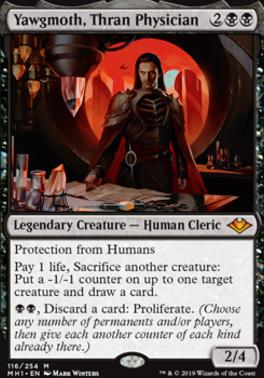 Yawgmoth, Thran Physician 2
Legendary Creature — Human Cleric
Protection from Humans
Pay 1 life, Sacrifice another creature:
Put a -1/-1 counter on up to one target
creature and draw a card.
, Discard a card: Proliferate. (Choose
any number of permanents and/or players,
then give each another counter of each kind
already there.)
2/4
116/254 M
MH1 • EN MARK WINTERS
™ & © 2019 Wizards of the Coast